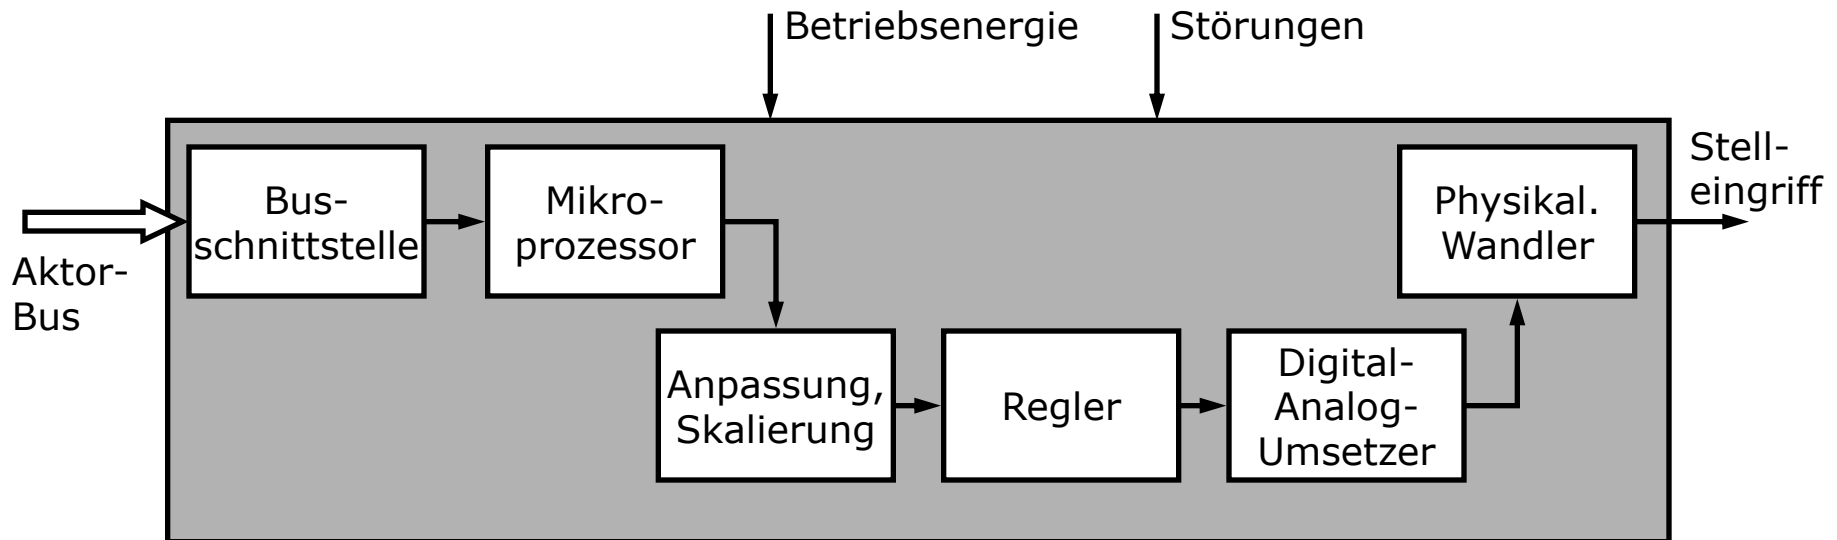 Betriebsenergie
Störungen
Aktor-
Bus
Bus-
schnittstelle
Mikro-
prozessor
Anpassung,
Skalierung
Regler
Digital-
Analog-
Umsetzer
Physikal.
Wandler
Stell-
eingriff